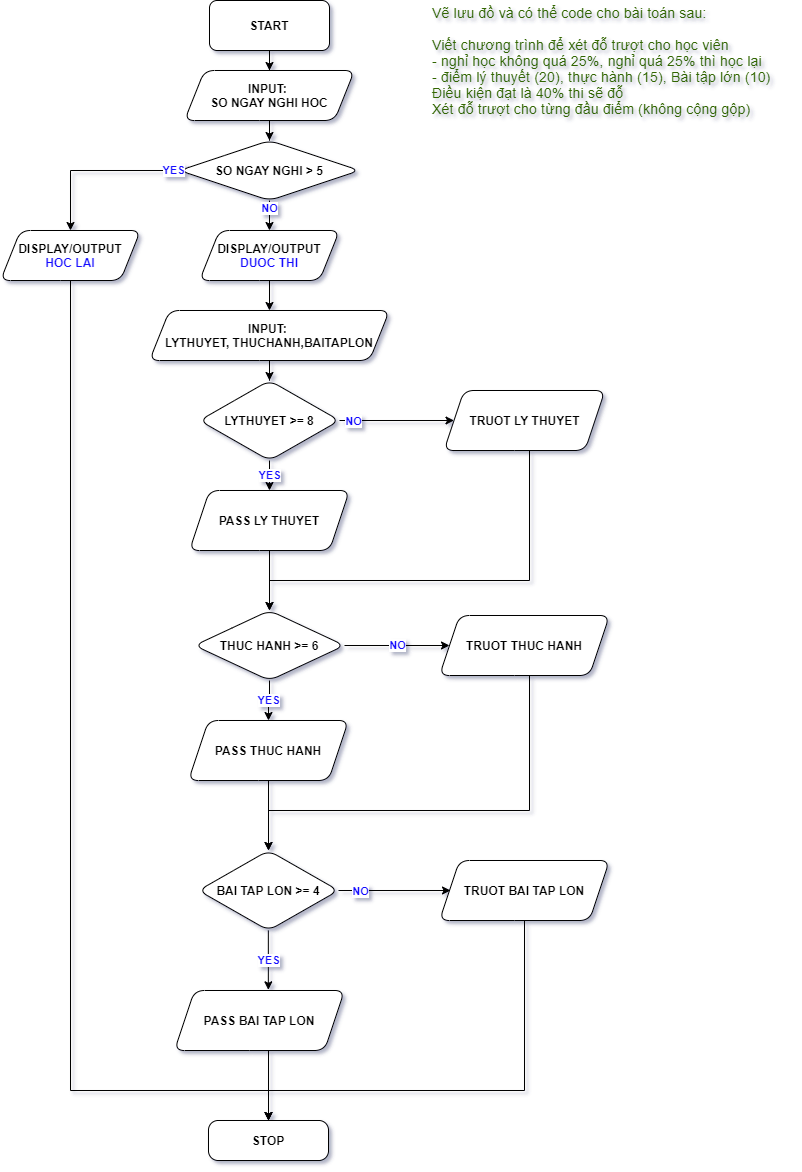 START
Vẽ lưu đồ và có thể code cho bài toán sau:
Viết chương trình để xét đỗ trượt cho học viên
- nghỉ học không quá 25%, nghỉ quá 25% thì học lại
- điểm lý thuyết (20), thực hành (15), Bài tập lớn (10)
Điều kiện đạt là 40% thi sẽ đỗ
Xét đỗ trượt cho từng đầu điểm (không cộng gộp)
INPUT:
SO NGAY NGHI HOC
SO NGAY NGHI > 5
YES
NO
DISPLAY/OUTPUT
HOC LAI
DISPLAY/OUTPUT
DUOC THI
INPUT:
LYTHUYET, THUCHANH,BAITAPLON
LYTHUYET >= 8
NO
TRUOT LY THUYET
YES
PASS LY THUYET
THUC HANH >= 6
NO
TRUOT THUC HANH
YES
PASS THUC HANH
BAI TAP LON >= 4
NO
TRUOT BAI TAP LON
YES
PASS BAI TAP LON
STOP